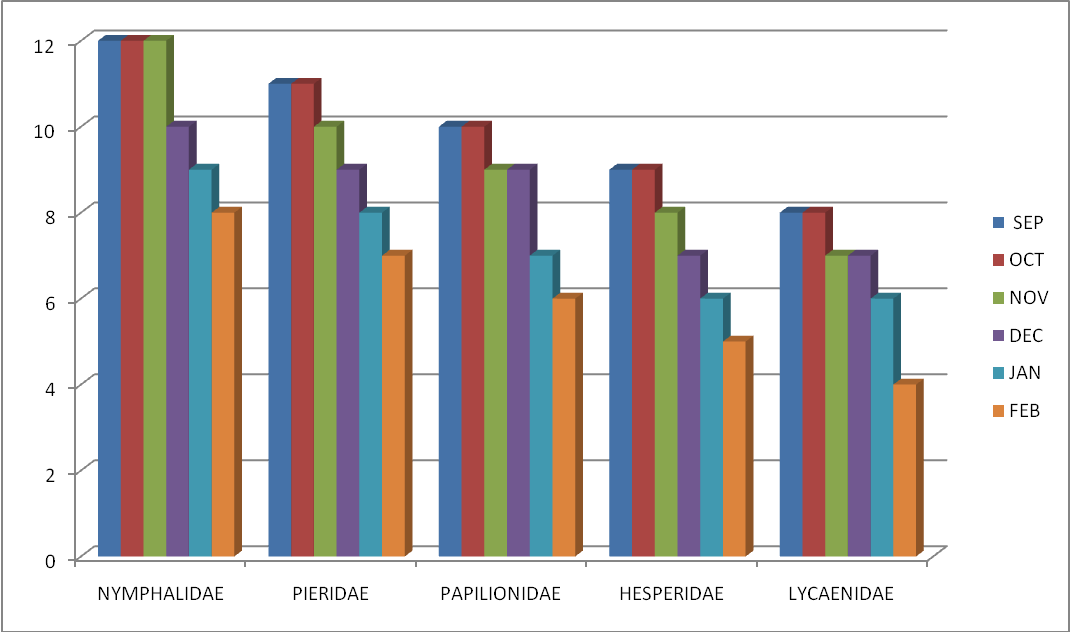 12
10
8
6
4
2
0
NYMPHALIDAE PIERIDAE PAPILIONIDAE HESPERIDAE LYCAENIDAE
SEP
OCT
NOV
DEC
JAN
FEB